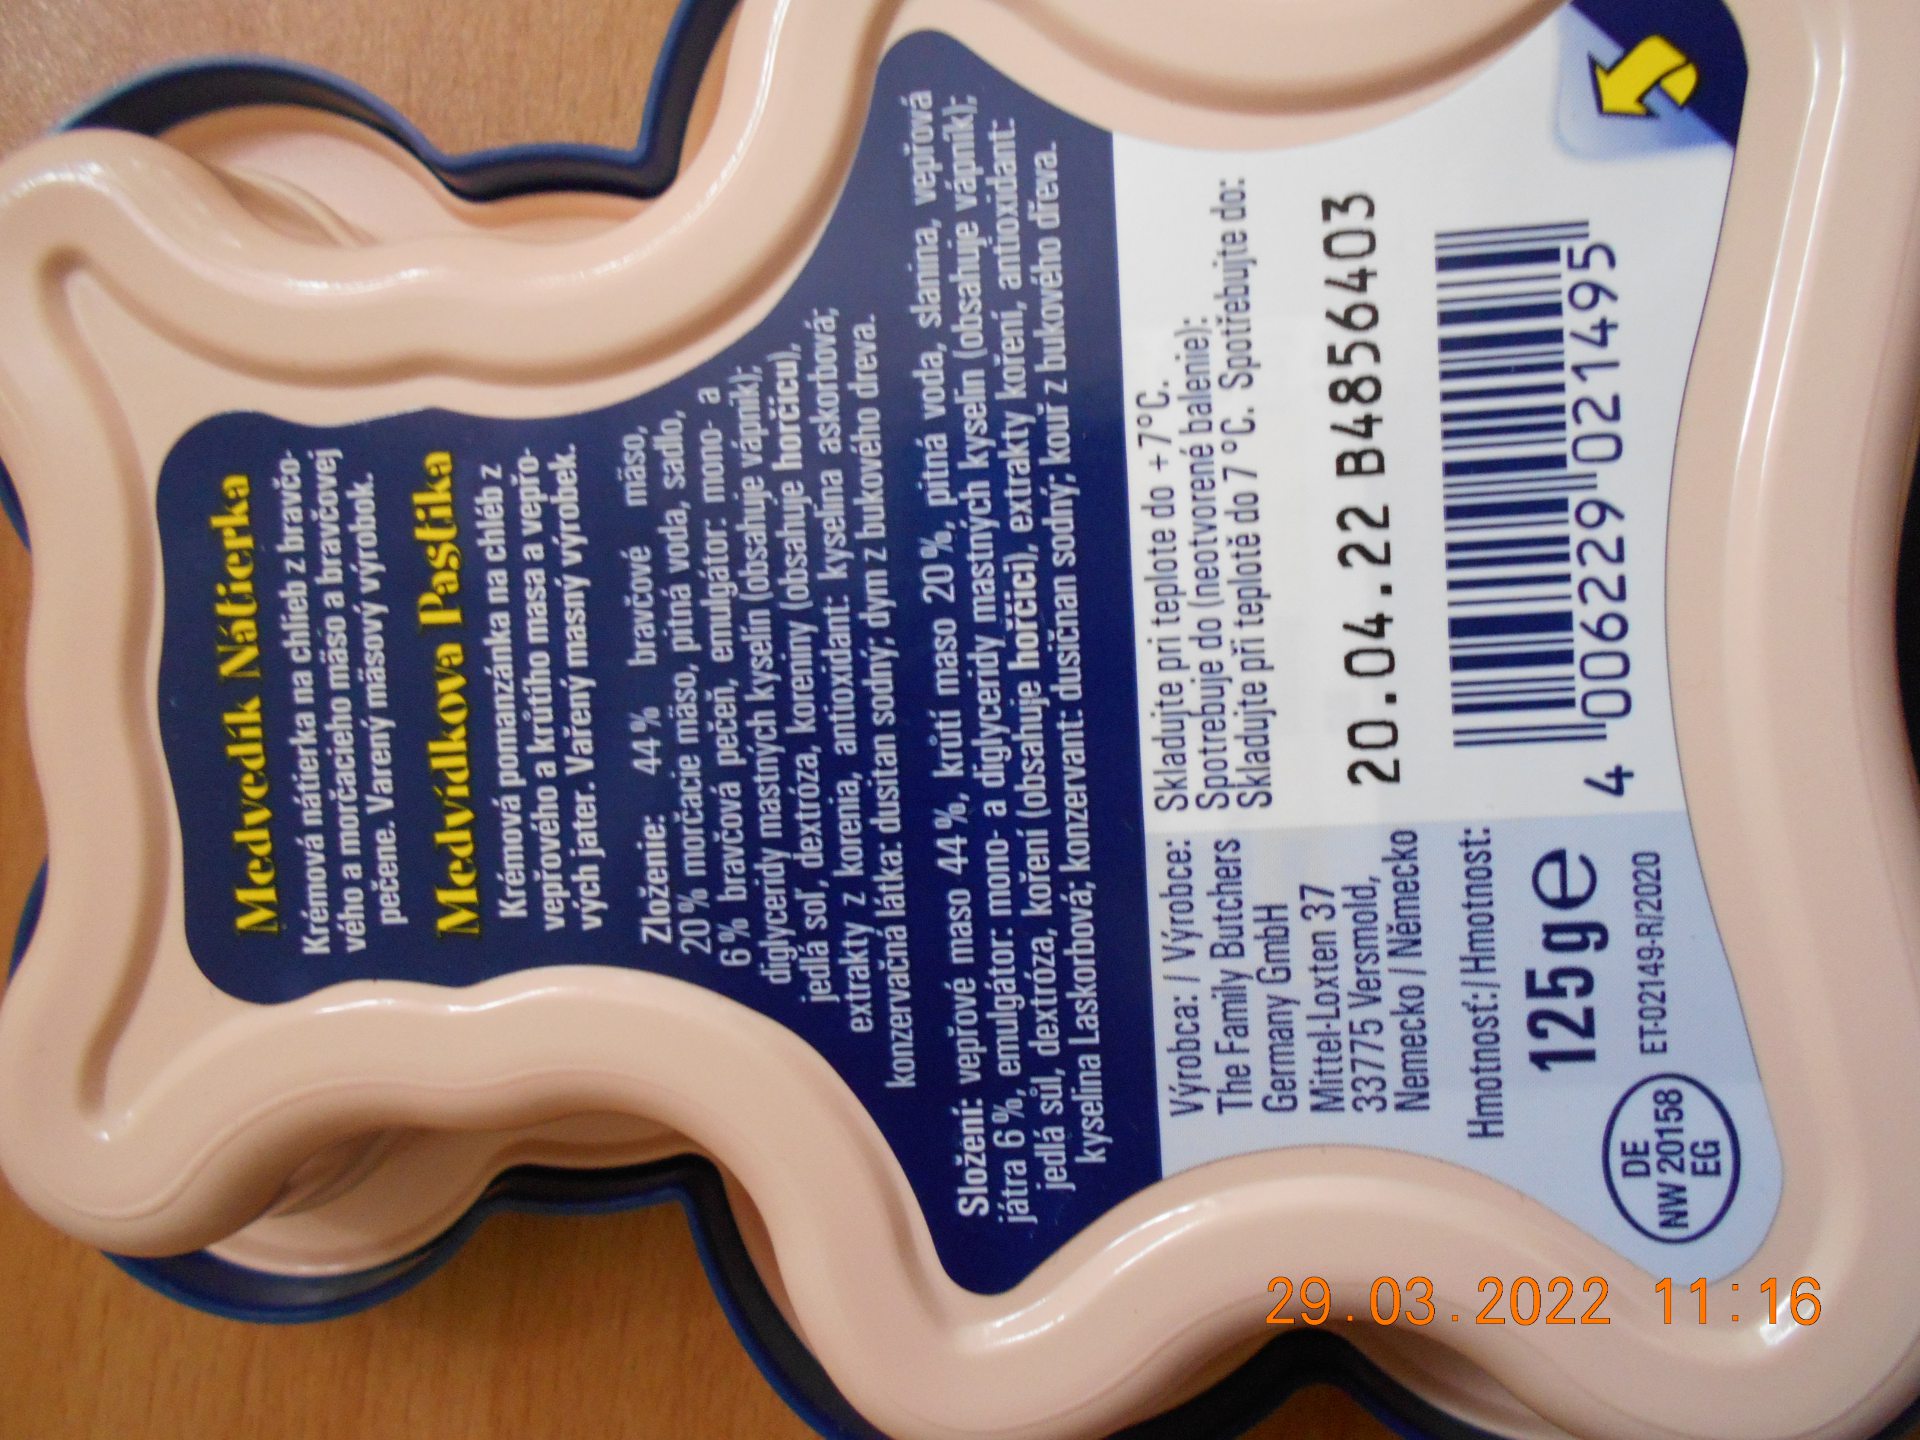 Medvedík Nátierka
Krémová nátierka na chlieb z bravčo-
vého a morčacieho mäso a bravčovej
pečene. Varený mäsový výrobok.
Medvídkova Paštika
Krémová pomanzánka na chléb z
vepřového a krůtího masa a vepřo-
vých jater. Vařený masný výrobek.
Zloženie: 44% bravčové mäso,
20% morčacie mäso, pitná voda, sadlo,
6% bravčová pečeň, emulgátor: mono- a
diglyceridy mastných kyselín (obsahuje vápnik);
jedlá soľ, dextróza, koreniny (obsahuje horčicu),
extrakty z korenia, antioxidant: kyselina askorbová;
konzervačná látka: dusitan sodný; dym z bukového dreva.
Složení: vepřové maso 44%, krůtí maso 20%, pitná voda, slanina, vepřová
játra 6%, emulgátor: mono- a diglyceridy mastných kyselin (obsahuje vápník);
jedlá sůl, dextróza, koření (obsahuje hořčici), extrakty koření, antioxidant:
kyselina Laskorbová; konzervant: dusičnan sodný; kouř z bukového dřeva.
Výrobca: / Výrobce:
The Family Butchers
Germany GmbH
Mittel-Loxten 37
33775 Versmold,
Nemecko / Německo
Hmotnosť:/ Hmotnost:
125g e
DE
NW 20158
EG
ET-02149-R/2020
Skladujte pri teplote do +7°C.
Spotrebuje do (neotvorené balenie):
Skladujte při teplotě do 7 °C. Spotřebujte do:
20.04.22 B4856403
4 006229 021495
29.03.2022 11:16